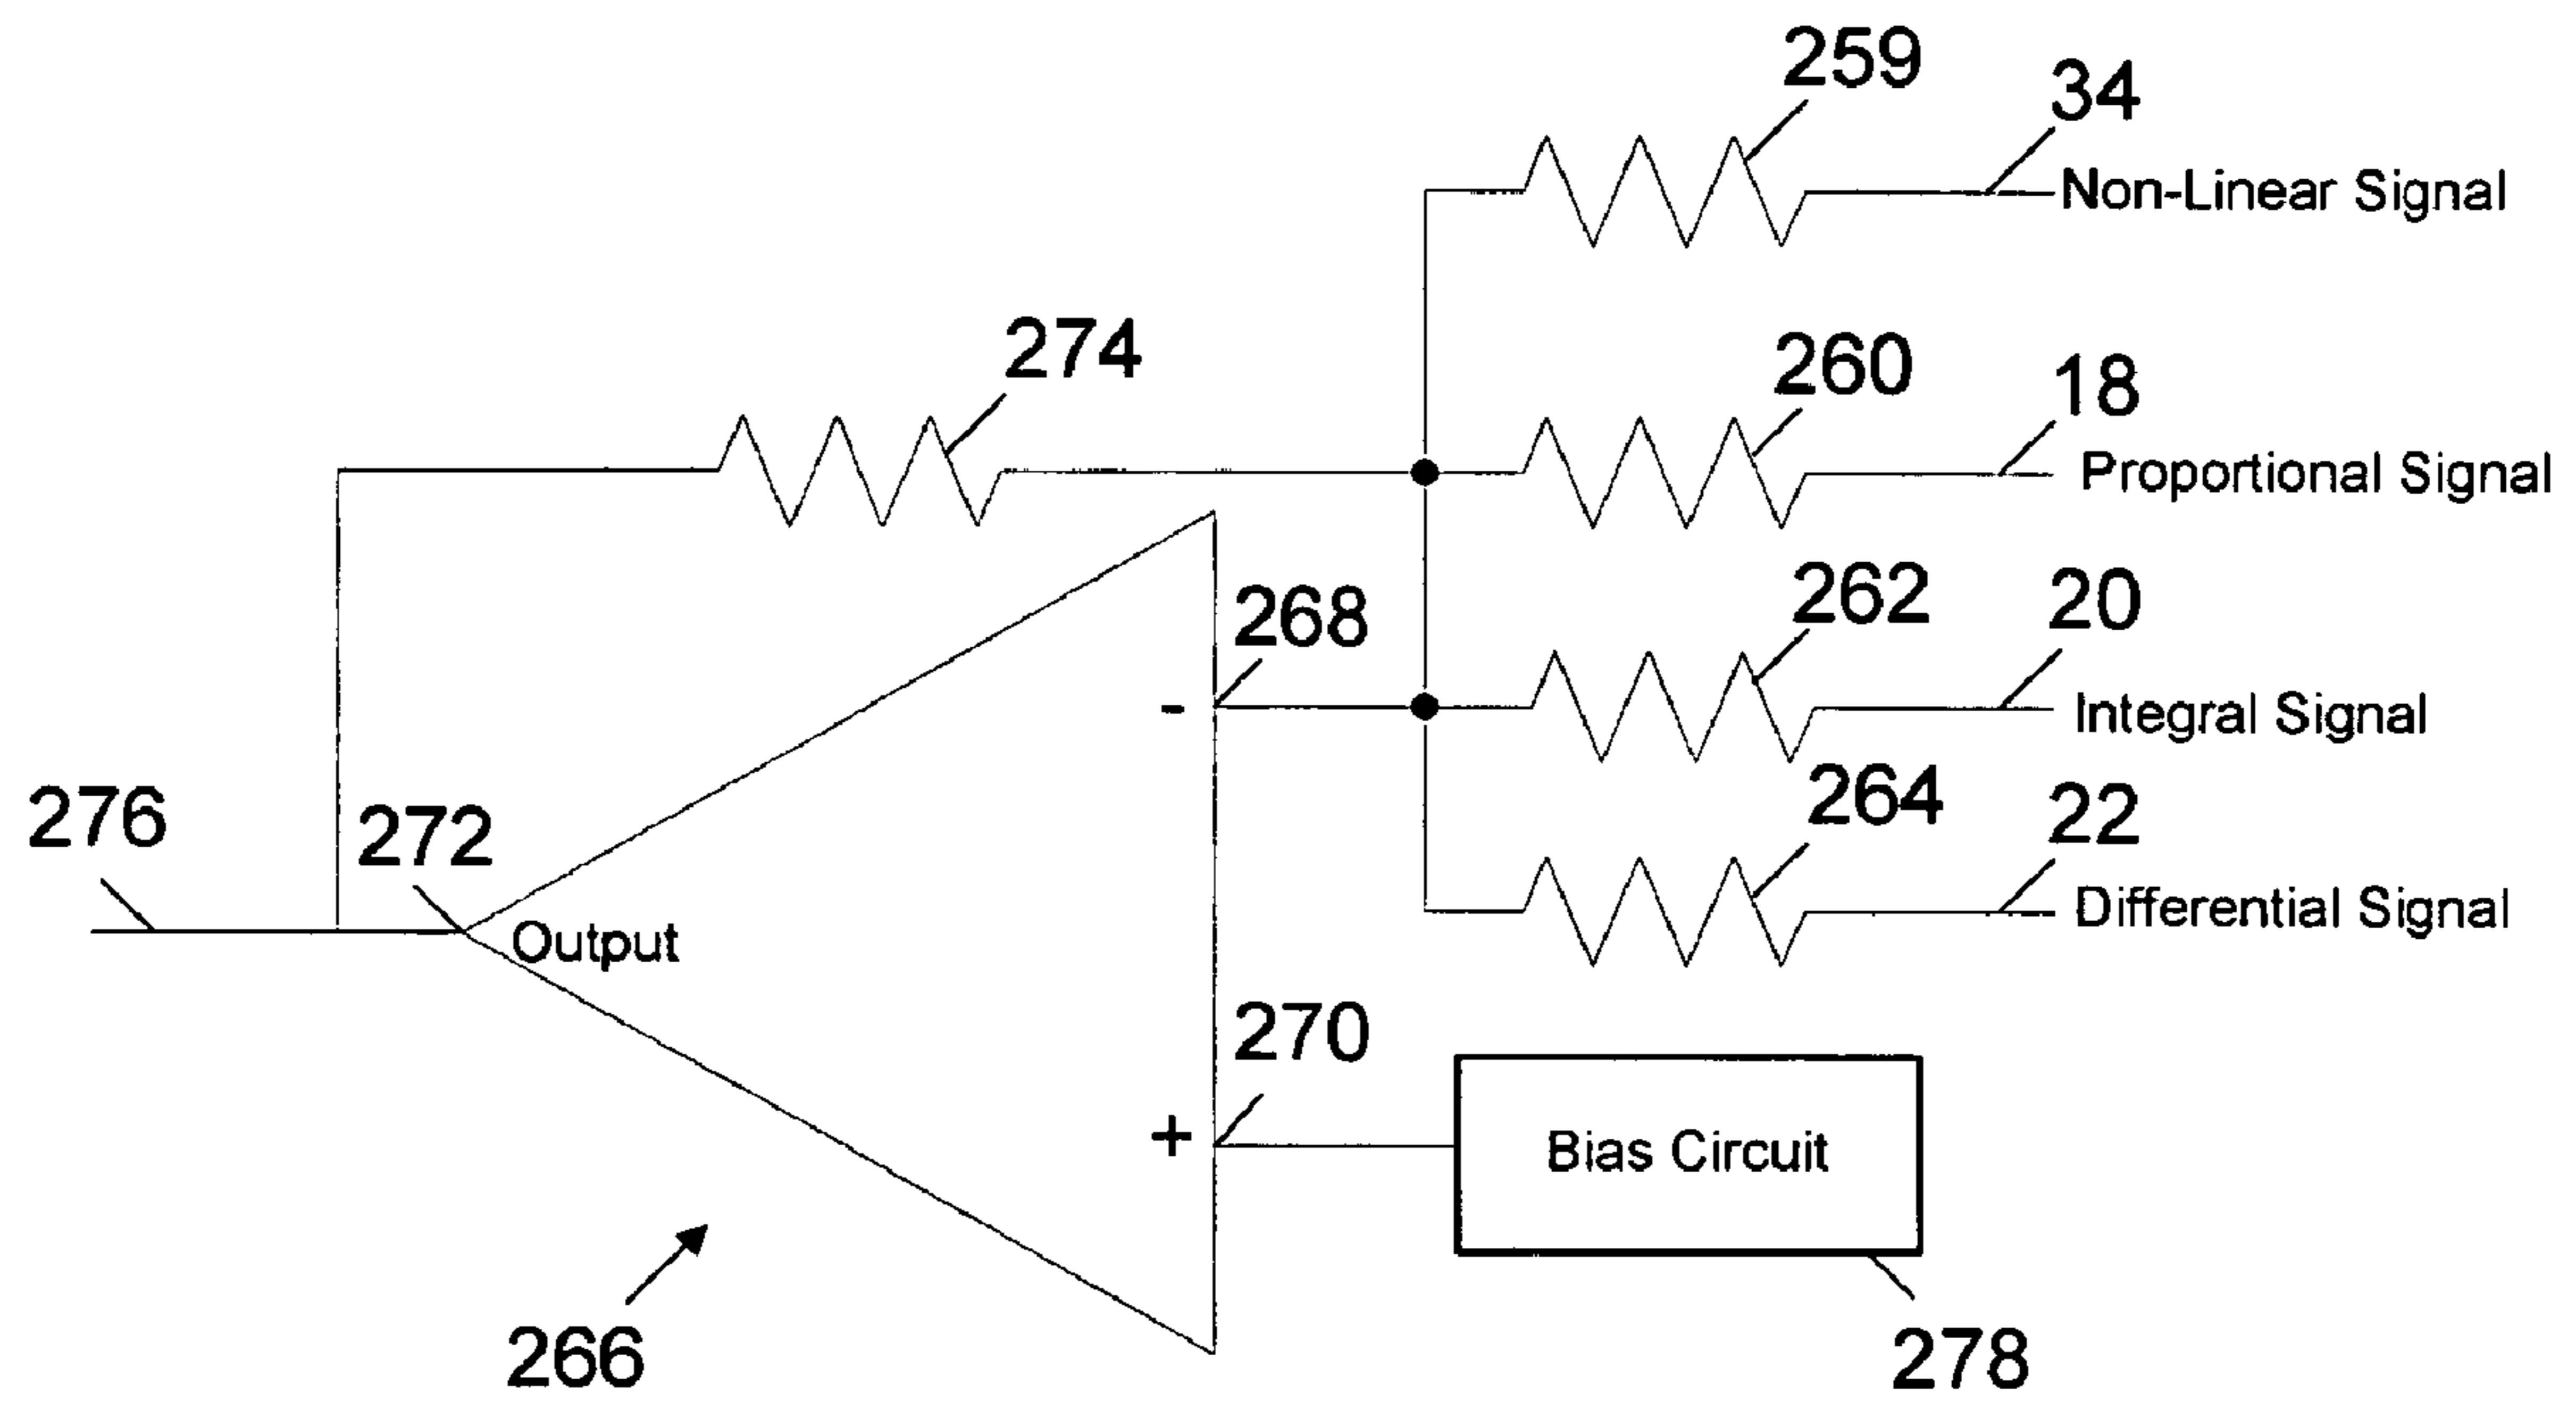 259
34
Non-Linear Signal
274
260
18
Proportional Signal
268
262
20
-
Integral Signal
276
272
264
22
Output
Differential Signal
270
+
Bias Circuit
266
278